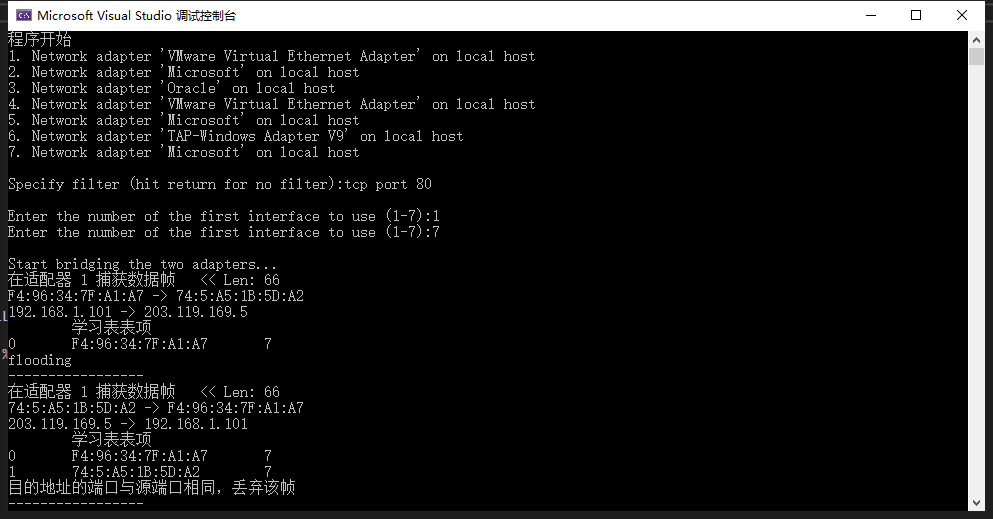 Microsoft Visual Studio 调试控制台
程序开始
1. Network adapter 'VMware Virtual Ethernet Adapter' on local host
2. Network adapter 'Microsoft' on local host
3. Network adapter 'Oracle' on local host
4. Network adapter 'VMware Virtual Ethernet Adapter' on local host
5. Network adapter 'Microsoft' on local host
6. Network adapter 'TAP-Windows Adapter V9' on local host
7. Network adapter 'Microsoft' on local host
Specify filter (hit return for no filter):tcp port 80
Enter the number of the first interface to use (1-7):1
Enter the number of the first interface to use (1-7):7
Start bridging the two adapters...
在适配器 1 捕获数据帧 << Len: 66
F4:96:34:7F:A1:A7 -> 74:5:A5:1B:5D:A2
192.168.1.101 -> 203.119.169.5
学习表表项
0 F4:96:34:7F:A1:A7 7
flooding
-----------------
在适配器 1 捕获数据帧 << Len: 66
74:5:A5:1B:5D:A2 -> F4:96:34:7F:A1:A7
203.119.169.5 -> 192.168.1.101
学习表表项
0 F4:96:34:7F:A1:A7 7
1 74:5:A5:1B:5D:A2 7
目的地址的端口与源端口相同，丢弃该帧
-----------------